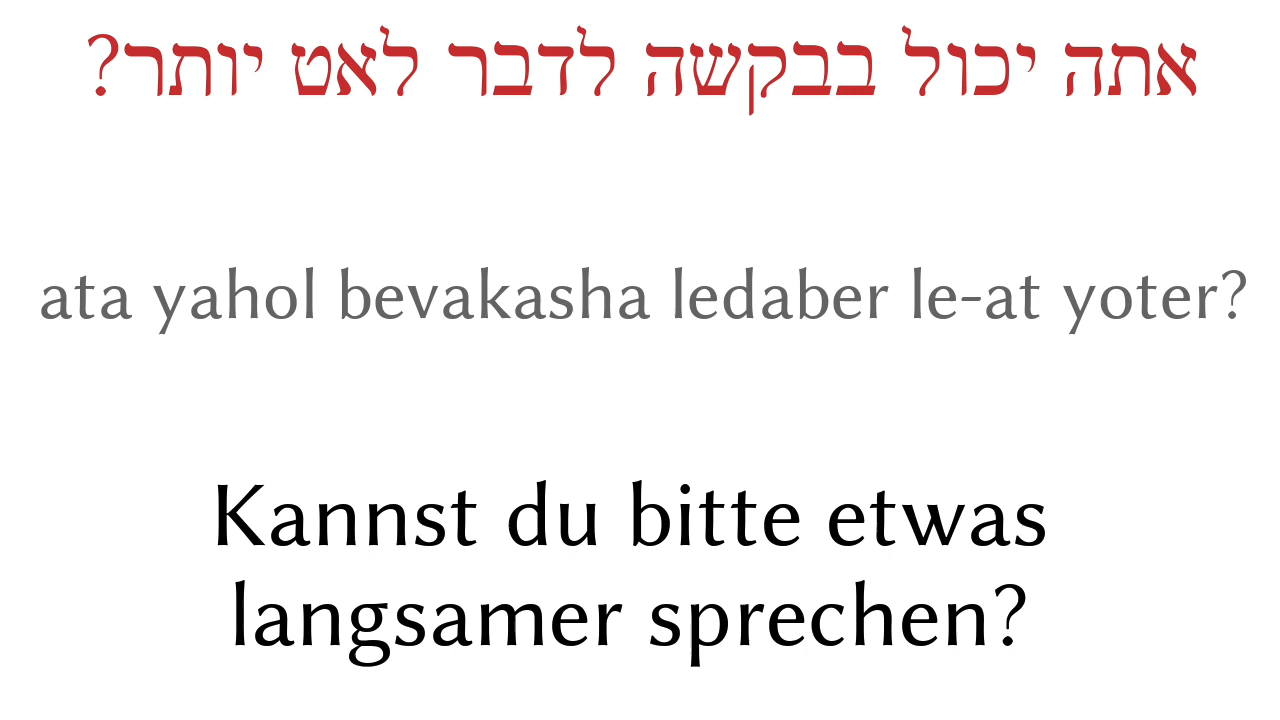 אתה יכול בבקשה לדבר לאט יותר?
ata yahol bevakasha ledaber le-at yoter?
Kannst du bitte etwas
langsamer sprechen?